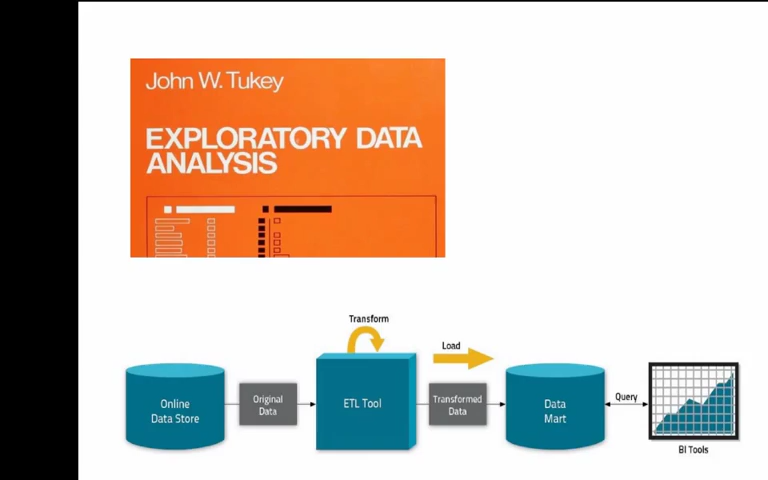 John W. Tukey
EXPLORATORY DATA
ANALYSIS
Transform
Load
Online
Data Store
Original
Data
ETL Tool
Transformed
Data
Data
Mart
Query
BI Tools